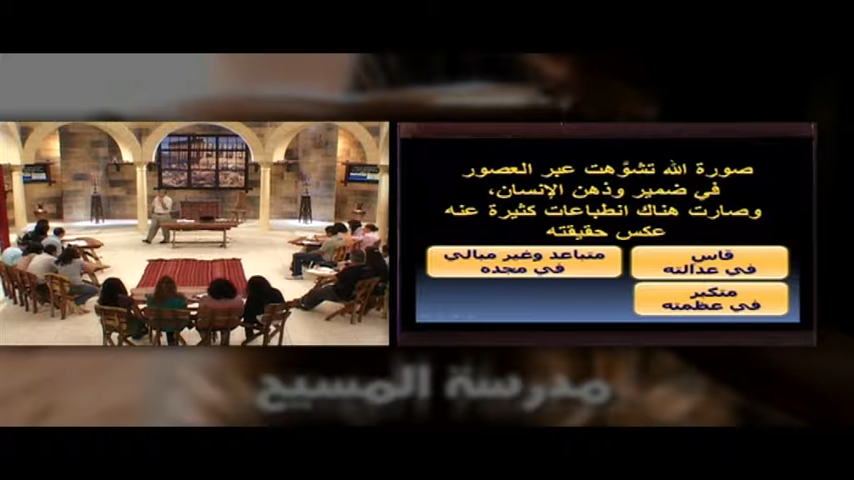 صورة الله تشوَّهت عبر العصور
في ضمير وذهن الإنسان،
وصارت هناك انطباعات كثيرة عنه
عكس حقيقته
قاس
في عدالته
متباعد وغير مبالي
في مجده
متكبر
في عظمته
مدرسة المسيح